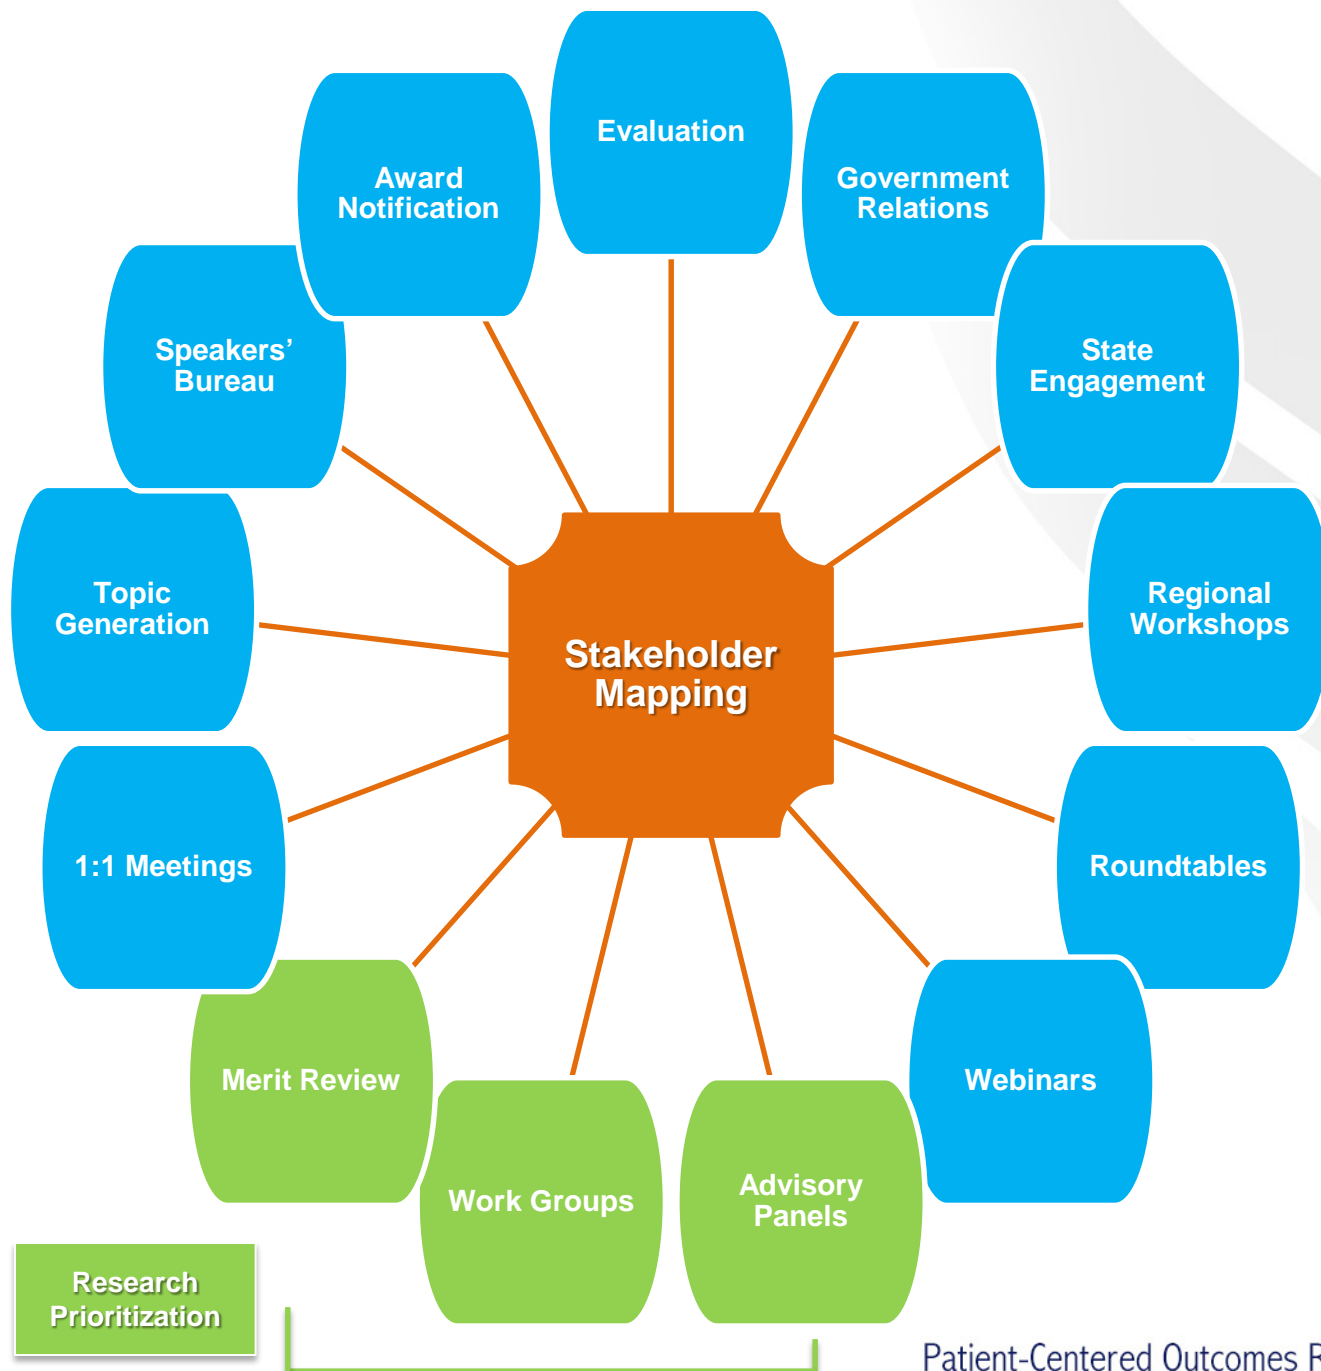 Evaluation
Government
Relations
State
Engagement
Regional
Workshops
Roundtables
Webinars
Advisory
Panels
Work Groups
Merit Review
1:1 Meetings
Topic
Generation
Speakers’
Bureau
Award
Notification
Stakeholder
Mapping
Research
Prioritization
Patient-Centered Outcomes